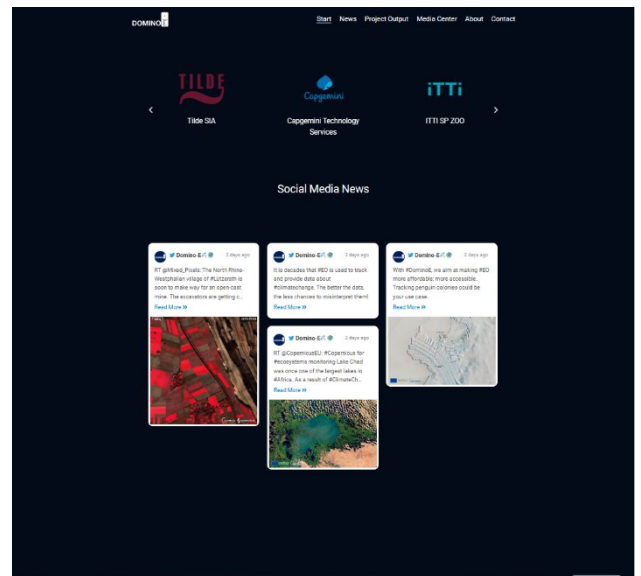 DOMINO E
Start News Project Output Media Center About Contact
TILDE
Capgemini
iTTi
Tilde SIA
Capgemini Technology
Services
ITTI SP ZOO
Social Media News
Domino-E 3 days ago
RT @Mixed_Pixels: The North Rhine-
Westphalian village of #Lützerath is
soon to make way for an open-cast
mine. The excavators are getting c...
Read More »
Domino-E 3 days ago
It is decades that #EO is used to track
and provide data about
#climatechange. The better the data,
the less chances to misinterpret them!
Read More »
Domino-E 3 days ago
RT @CopernicusEU: #Copernicus for
#ecosystems monitoring Lake Chad
was once one of the largest lakes in
#Africa. As a result of #ClimateCh...
Read More »
Domino-E 3 days ago
With #DominoE, we aim at making #EO
more affordable; more accessible.
Tracking penguin colonies could be
your use case.
Read More »